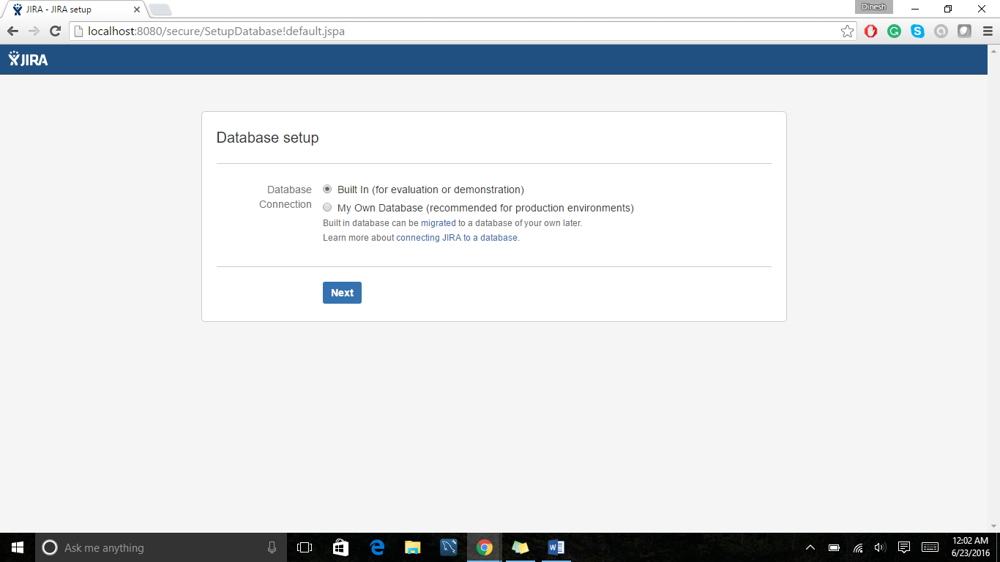 JIRA - JIRA setup
Dinesh
localhost:8080/secure/SetupDatabase!default.jspa
JIRA
Database setup
Database Connection
Built In (for evaluation or demonstration)
My Own Database (recommended for production environments)
Built in database can be migrated to a database of your own later.
Learn more about connecting JIRA to a database.
Next
Ask me anything
12:02 AM
6/23/2016